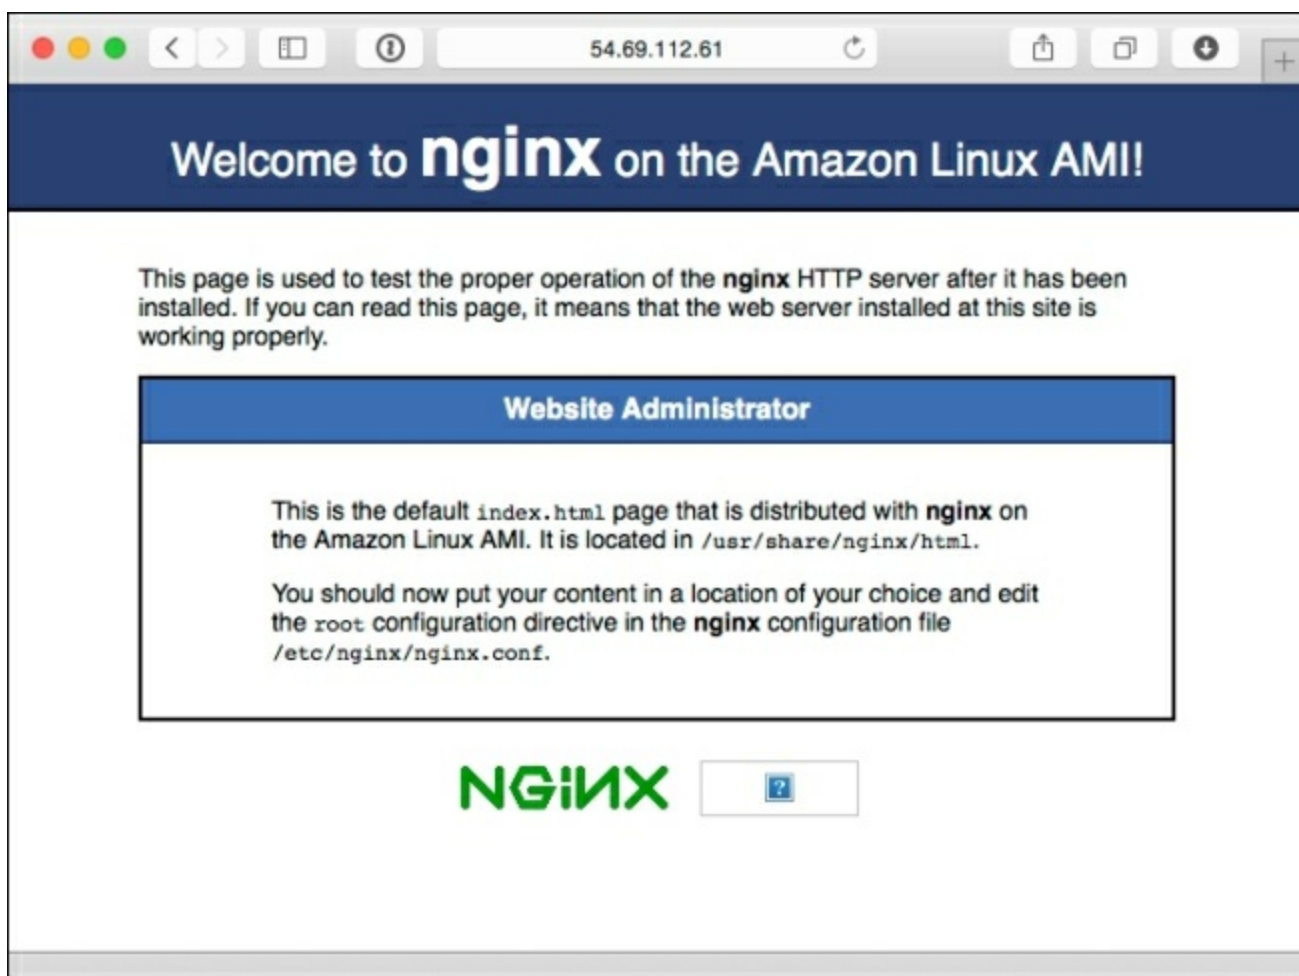 54.69.112.61
Welcome to nginx on the Amazon Linux AMI!
This page is used to test the proper operation of the nginx HTTP server after it has been
installed. If you can read this page, it means that the web server installed at this site is
working properly.
Website Administrator
This is the default index.html page that is distributed with nginx on
the Amazon Linux AMI. It is located in /usr/share/nginx/html.
You should now put your content in a location of your choice and edit
the root configuration directive in the nginx configuration file
/etc/nginx/nginx.conf.
NGINX
?